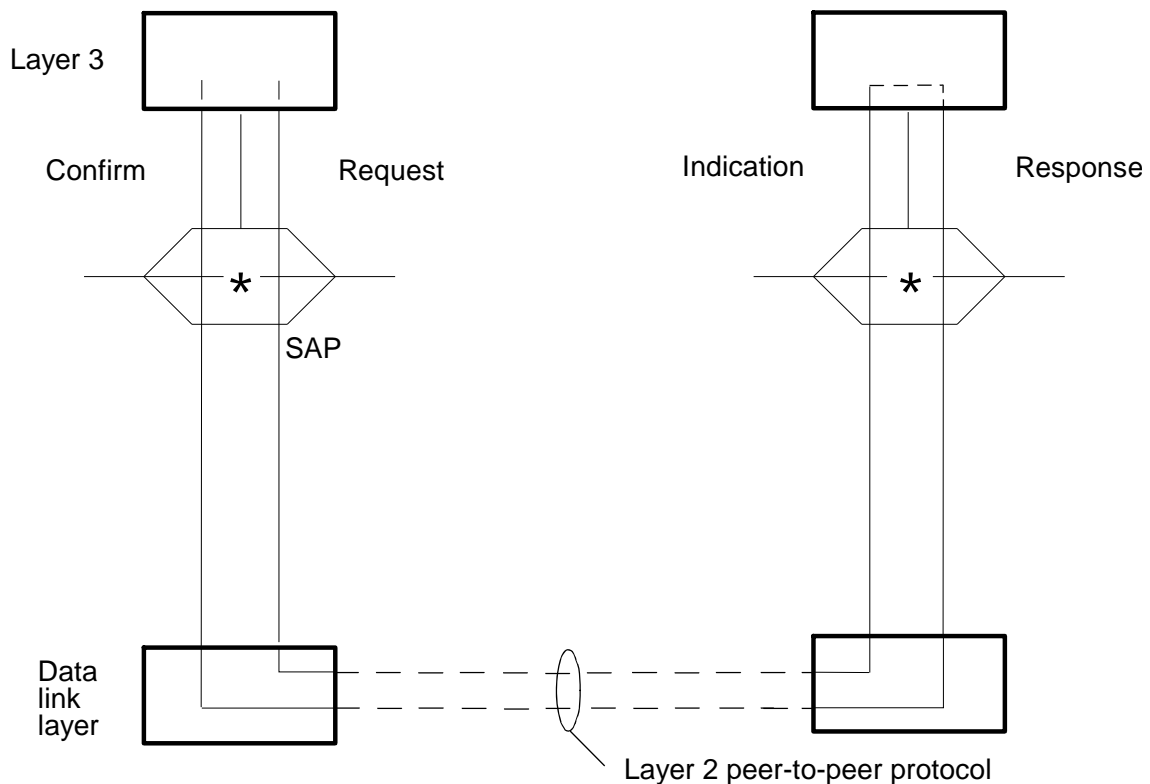 Layer 3
Confirm
Request
Indication
Response
*
*
SAP
Data
link
layer
Layer 2 peer-to-peer protocol